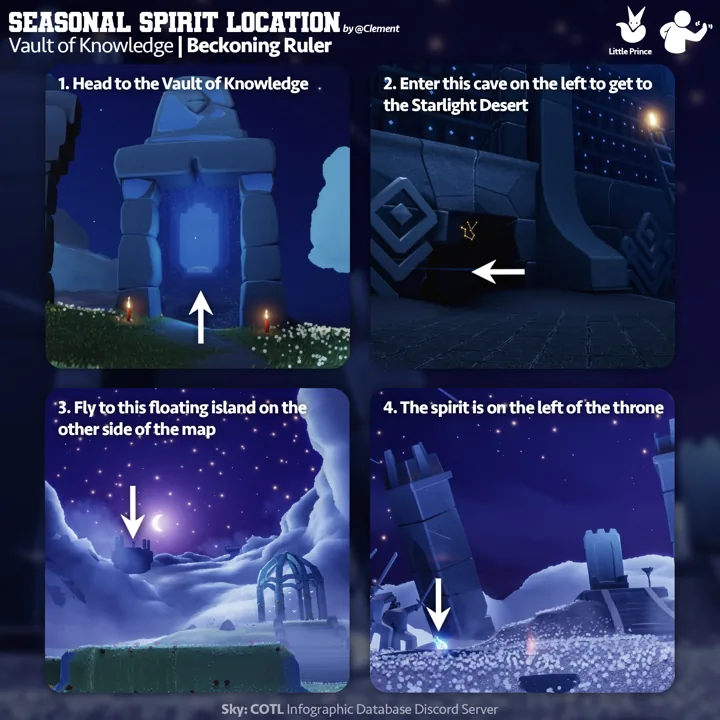 SEASONAL SPIRIT LOCATION by @Clement
Vault of Knowledge | Beckoning Ruler
Little Prince
1. Head to the Vault of Knowledge
2. Enter this cave on the left to get to
the Starlight Desert
3. Fly to this floating island on the
other side of the map
4. The spirit is on the left of the throne
Sky: COTL Infographic Database Discord Server